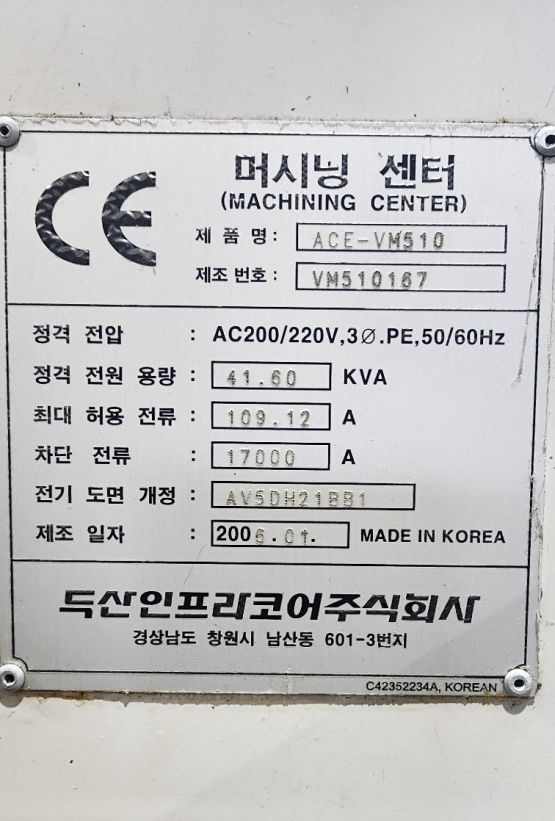 CE
머시닝 센터
(MACHINING CENTER)
제 품 명 : ACE-VM510
제조 번호 : VM510167
정격 전압 : AC200/220V,3Ø.PE,50/60Hz
정격 전원 용량 : 41.60 KVA
최대 허용 전류 : 109.12 A
차단 전류 : 17000 A
전기 도면 개정 : AV5DH21BB1
제조 일자 : 2006.01. MADE IN KOREA
두산인프라코어주식회사
경상남도 창원시 남산동 601-3번지
C42352234A, KOREAN